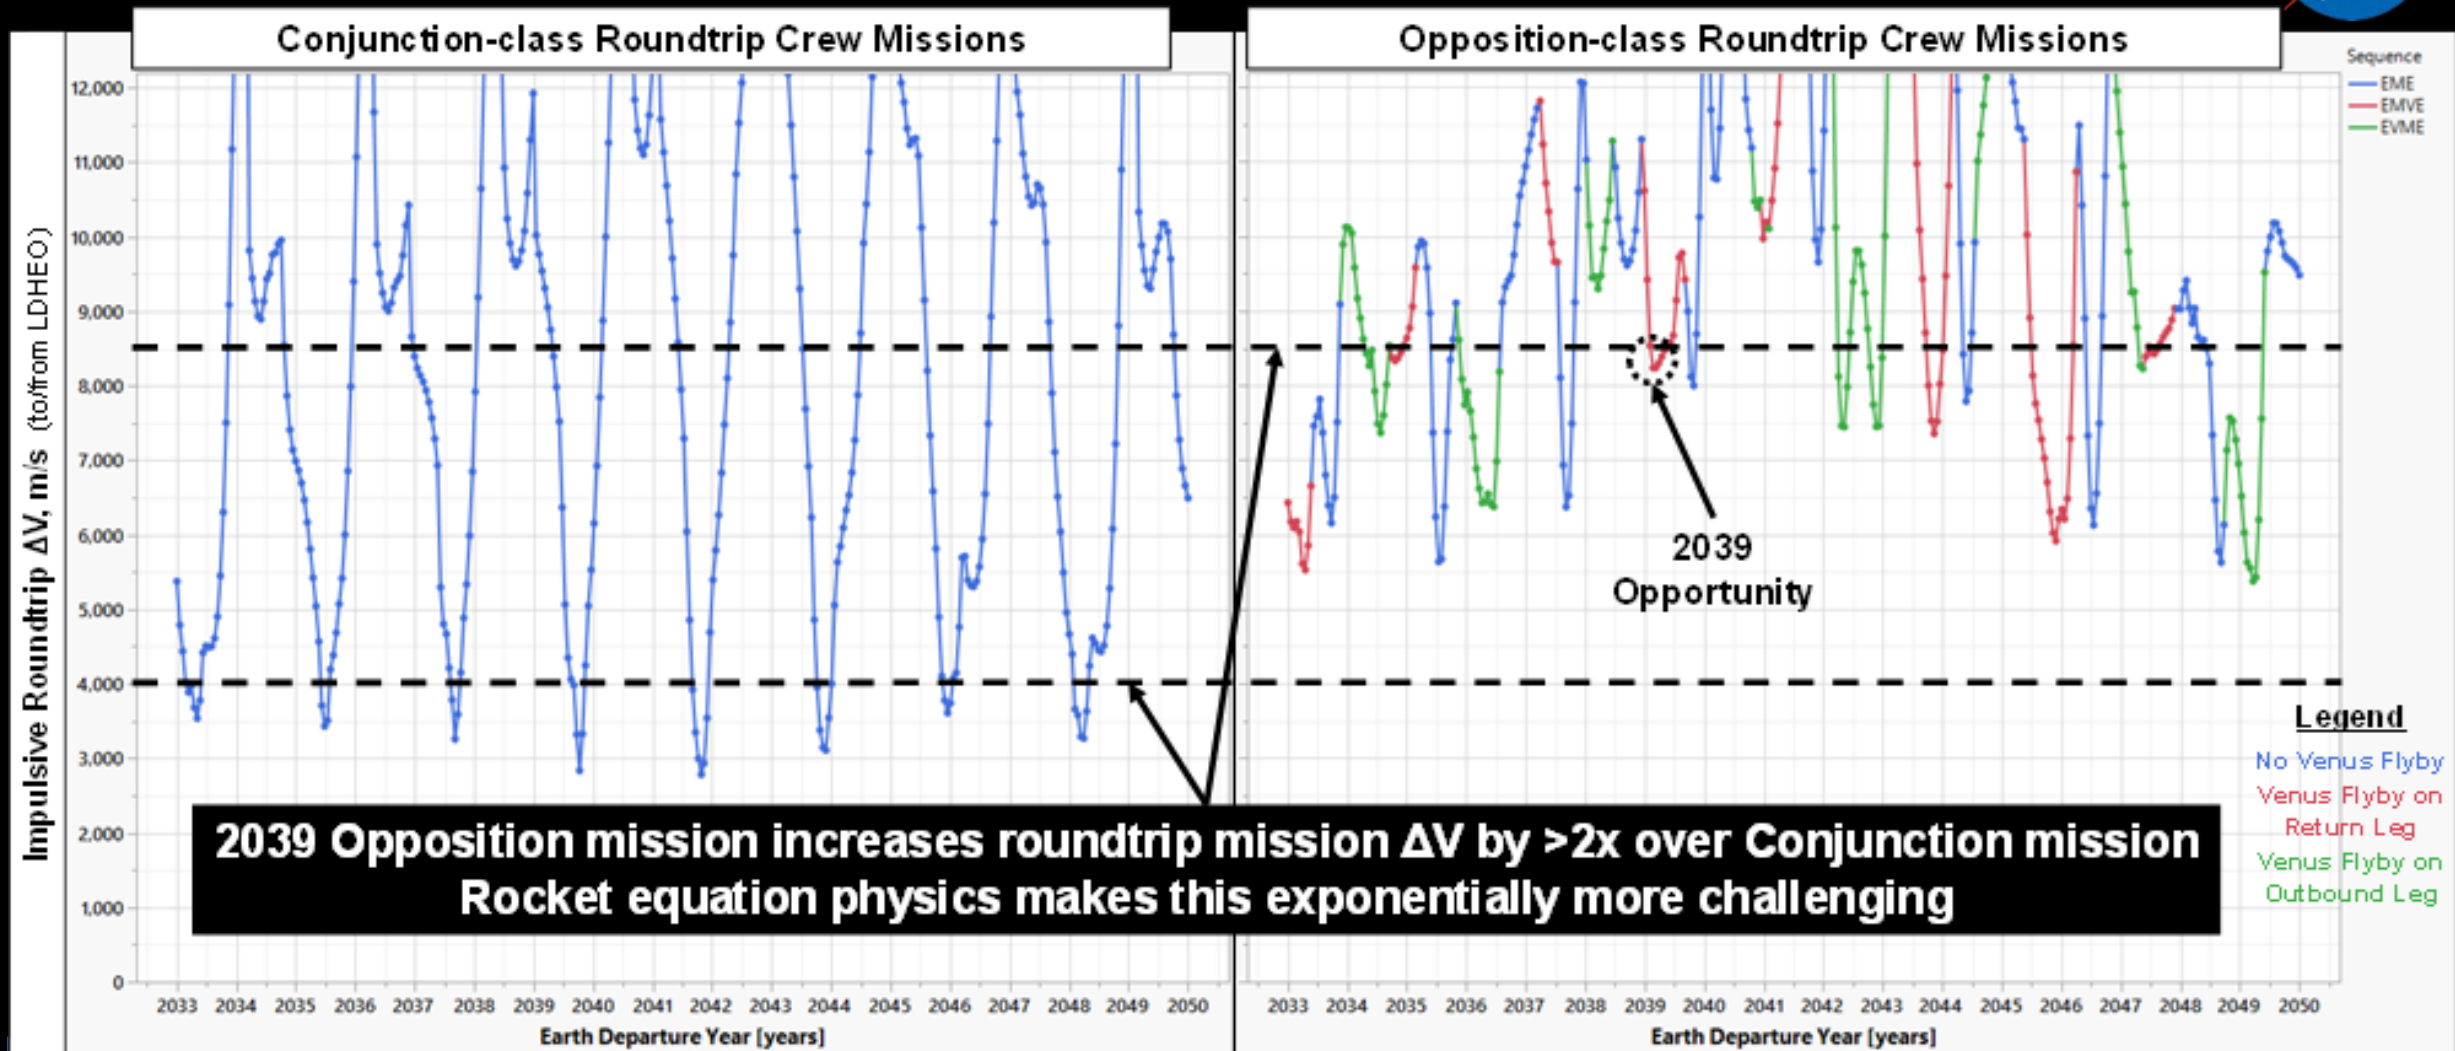 Conjunction-class Roundtrip Crew Missions
Opposition-class Roundtrip Crew Missions
Sequence
EME
EMVE
EVME
Impulsive Roundtrip ΔV, m/s (to/from LDHEO)
12,000
11,000
10,000
9,000
8,000
7,000
6,000
5,000
4,000
3,000
2,000
1,000
0
2039
Opportunity
Legend
No Venus Flyby
Venus Flyby on
Return Leg
Venus Flyby on
Outbound Leg
2039 Opposition mission increases roundtrip mission ΔV by >2x over Conjunction mission
Rocket equation physics makes this exponentially more challenging
2033 2034 2035 2036 2037 2038 2039 2040 2041 2042 2043 2044 2045 2046 2047 2048 2049 2050
Earth Departure Year [years]
2033 2034 2035 2036 2037 2038 2039 2040 2041 2042 2043 2044 2045 2046 2047 2048 2049 2050
Earth Departure Year [years]